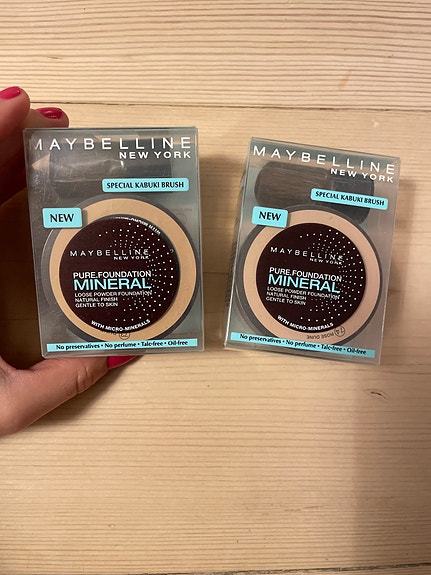 MAYBELLINE
NEW YORK
SPECIAL KABUKI BRUSH
NEW
MAYBELLINE
NEW YORK
PURE.FOUNDATION
MINERAL
LOOSE POWDER FOUNDATION
NATURAL FINISH
GENTLE TO SKIN
WITH MICRO-MINERALS
No preservatives • No perfume • Talc-free • Oil-free
MAYBELLINE
NEW YORK
SPECIAL KABUKI BRUSH
NEW
MAYBELLINE
NEW YORK
PURE.FOUNDATION
MINERAL
LOOSE POWDER FOUNDATION
NATURAL FINISH
GENTLE TO SKIN
WITH MICRO-MINERALS
ROSE DUNE
No preservatives • No perfume • Talc-free • Oil-free